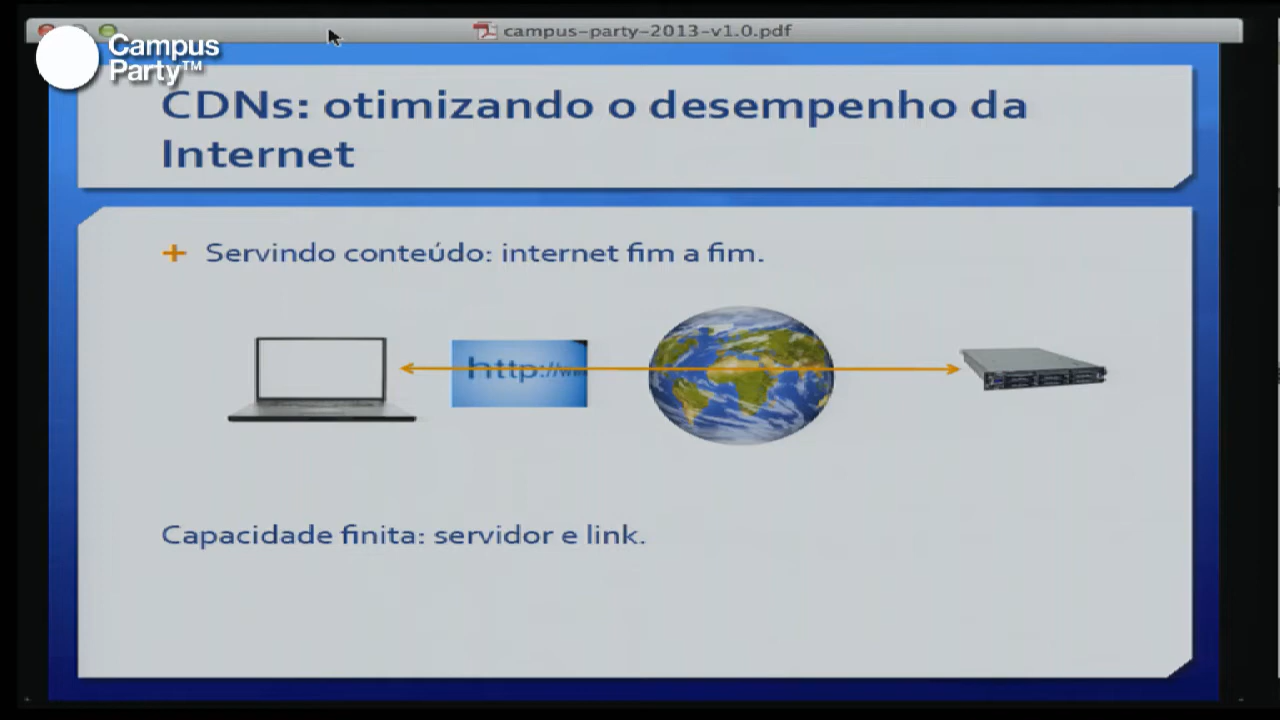 campus-party-2013-v1.0.pdf
Campus
Party™
CDNs: otimizando o desempenho da
Internet
+ Servindo conteúdo: internet fim a fim.
http://ww
Capacidade finita: servidor e link.